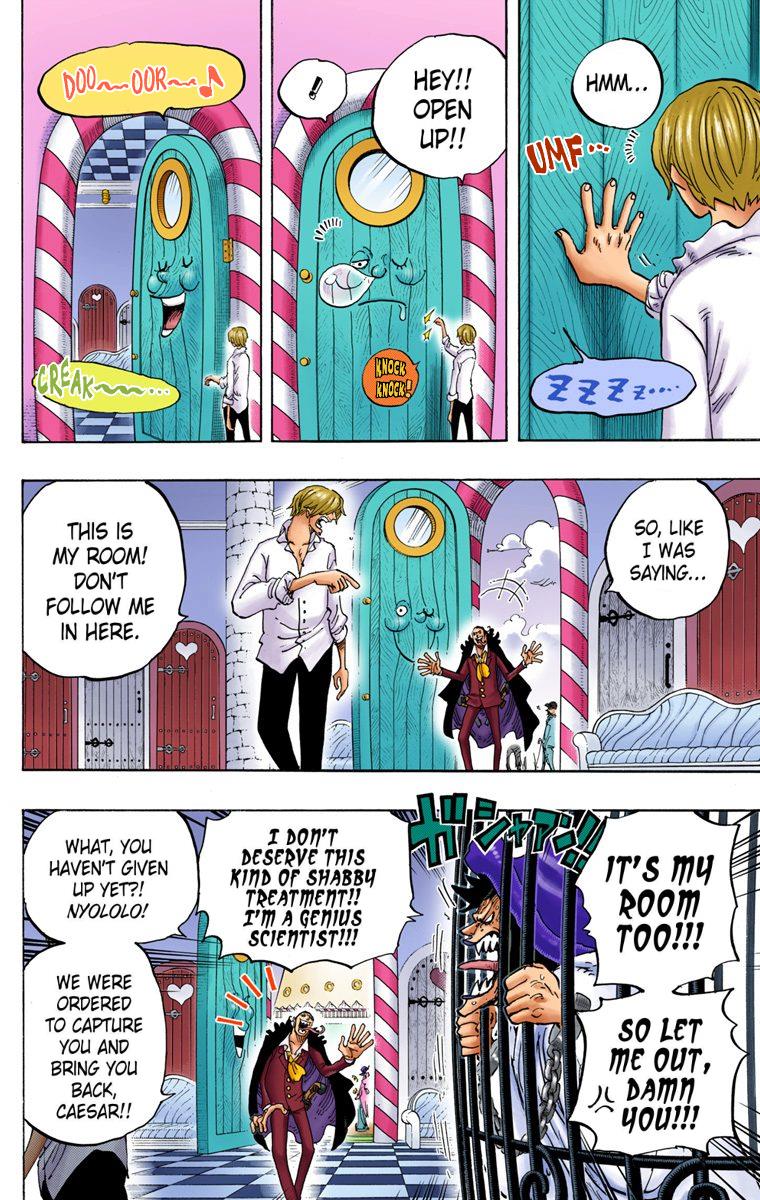 HMM...
UMF...
ZZZZ....
HEY!!
OPEN
UP!!
!
KNOCK
KNOCK!
DOO~~OOR~~♪
CREAK~~~...
SO, LIKE
I WAS
SAYING...
THIS IS
MY ROOM!
DON'T
FOLLOW ME
IN HERE.
ガシャアン!!
IT'S MY
ROOM
TOO!!!
SO LET
ME OUT,
DAMN
YOU!!!
I DON'T
DESERVE THIS
KIND OF SHABBY
TREATMENT!!
I'M A GENIUS
SCIENTIST!!!
WHAT, YOU
HAVEN'T GIVEN
UP YET?!
NYOLOLO!
WE WERE
ORDERED
TO CAPTURE
YOU AND
BRING YOU
BACK,
CAESAR!!